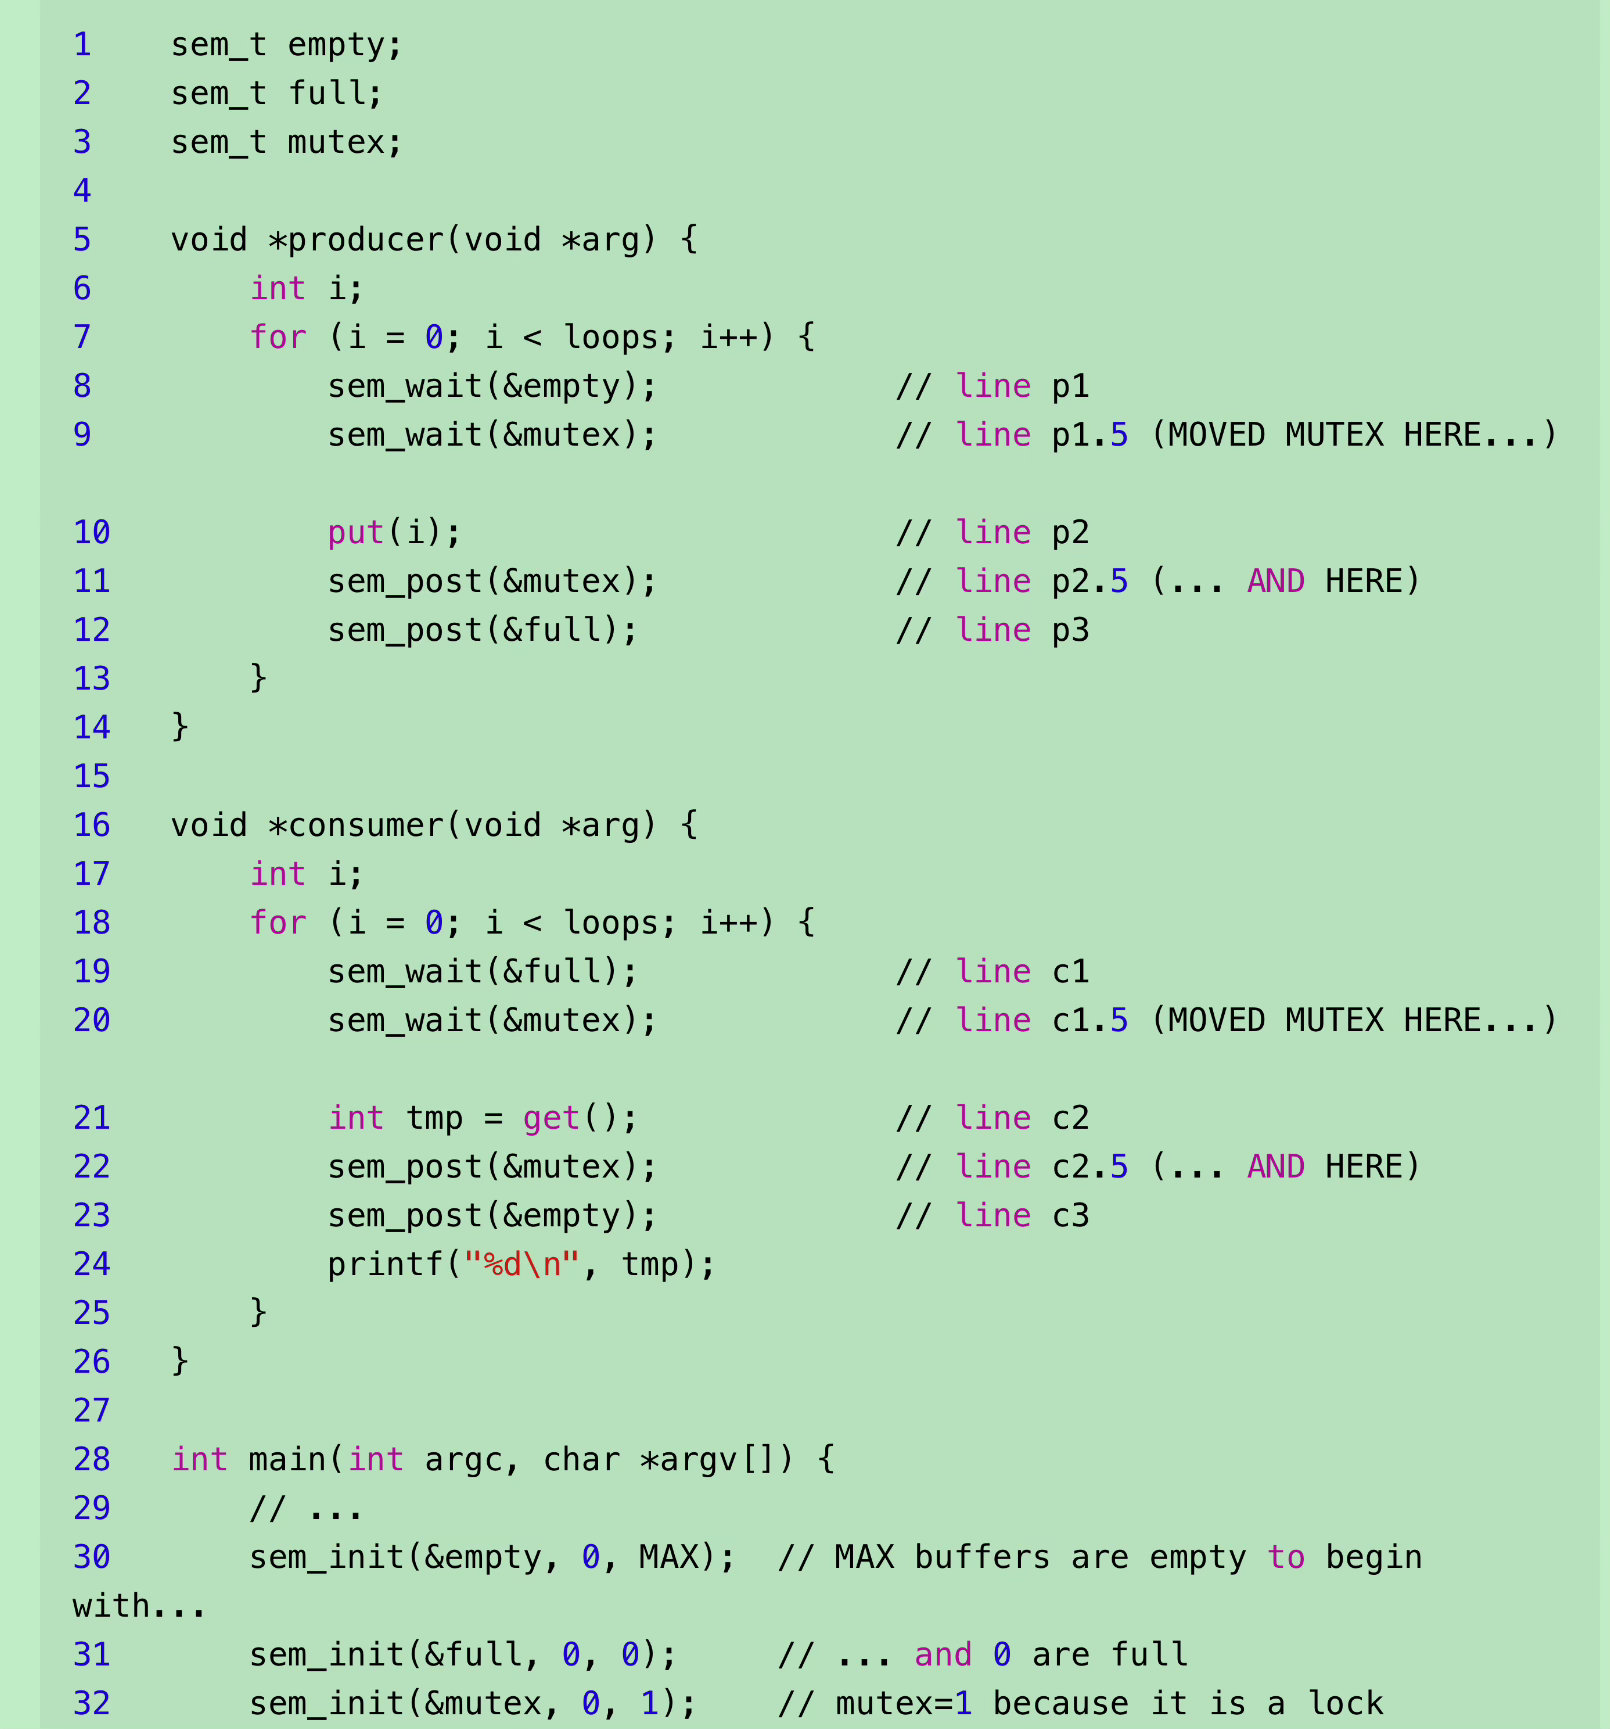 1 sem_t empty;
2 sem_t full;
3 sem_t mutex;
4
5 void *producer(void *arg) {
6 int i;
7 for (i = 0; i < loops; i++) {
8 sem_wait(&empty); // line p1
9 sem_wait(&mutex); // line p1.5 (MOVED MUTEX HERE...)
10 put(i); // line p2
11 sem_post(&mutex); // line p2.5 (... AND HERE)
12 sem_post(&full); // line p3
13 }
14 }
15
16 void *consumer(void *arg) {
17 int i;
18 for (i = 0; i < loops; i++) {
19 sem_wait(&full); // line c1
20 sem_wait(&mutex); // line c1.5 (MOVED MUTEX HERE...)
21 int tmp = get(); // line c2
22 sem_post(&mutex); // line c2.5 (... AND HERE)
23 sem_post(&empty); // line c3
24 printf("%d\n", tmp);
25 }
26 }
27
28 int main(int argc, char *argv[]) {
29 // ...
30 sem_init(&empty, 0, MAX); // MAX buffers are empty to begin
with...
31 sem_init(&full, 0, 0); // ... and 0 are full
32 sem_init(&mutex, 0, 1); // mutex=1 because it is a lock